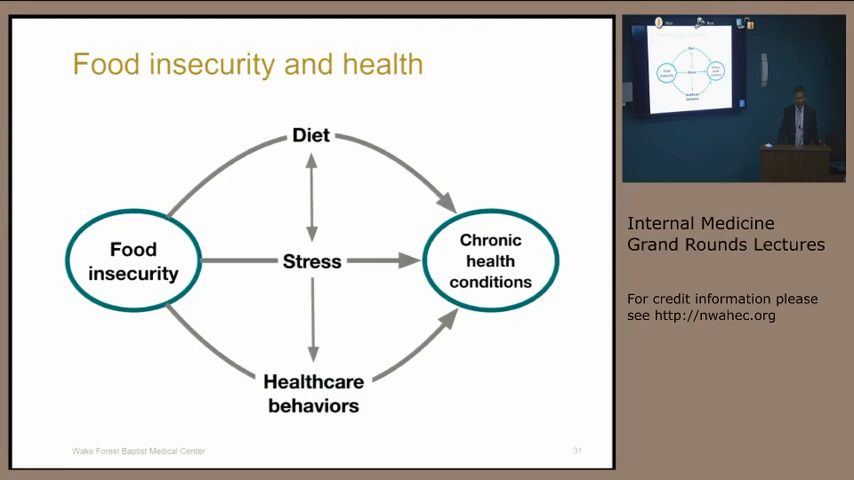 Food insecurity and health
Diet
Food
insecurity
Stress
Chronic
health
conditions
Healthcare
behaviors
Wake Forest Baptist Medical Center
31
Internal Medicine
Grand Rounds Lectures
For credit information please
see http://nwahec.org